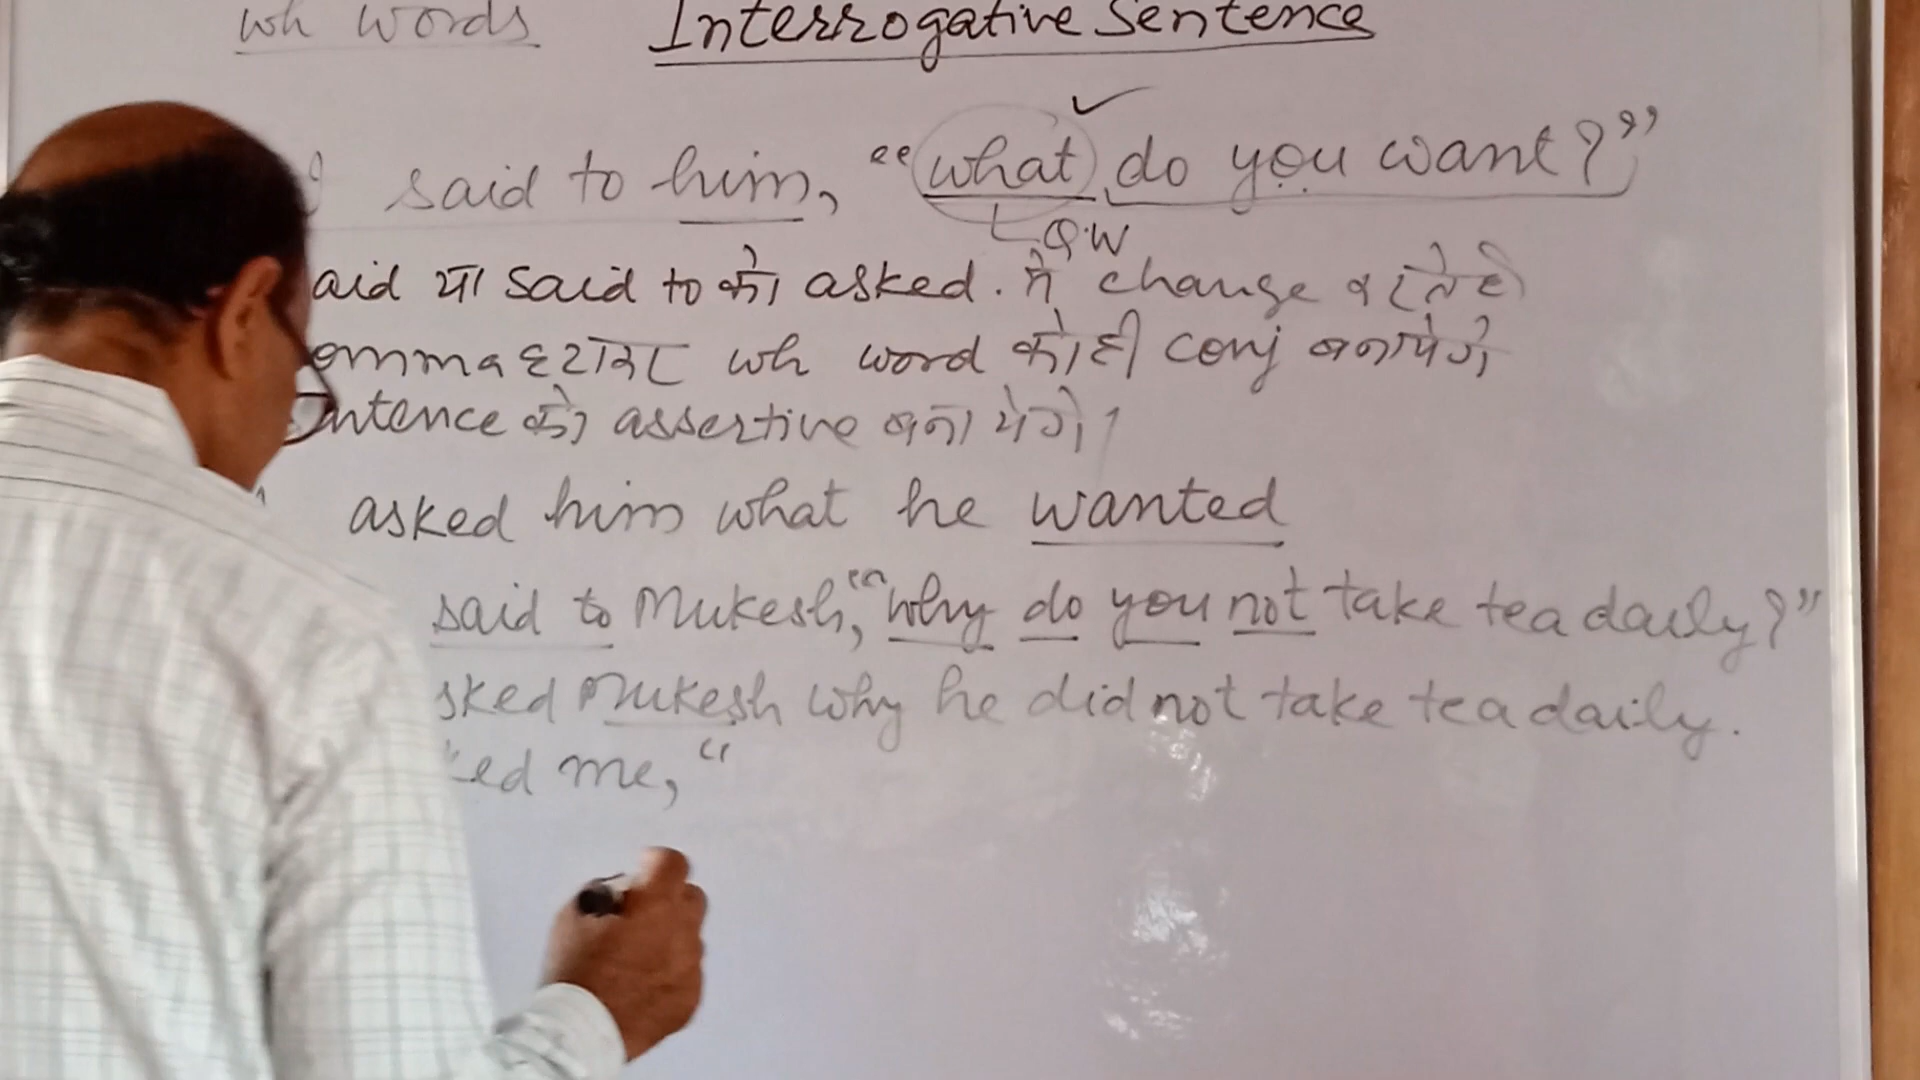 wh words Interrogative Sentence
I said to him, “what do you want?”
Q.W
aid या said to को asked. में change करते है
omma हटाकर wh word को ही conj बनायेगे
ntence को assertive बनायेगे।
asked him what he wanted
said to Mukesh, “why do you not take tea daily?”
sked Mukesh why he did not take tea daily.
ked me, “